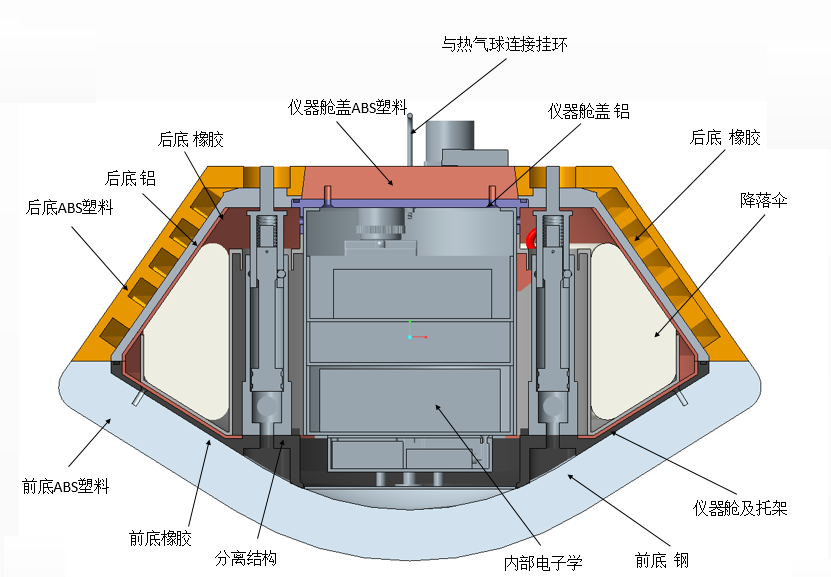 与热气球连接挂环
仪器舱盖ABS塑料
仪器舱盖 铝
后底 橡胶
后底 橡胶
后底 铝
降落伞
后底ABS塑料
前底ABS塑料
仪器舱及托架
前底橡胶
分离结构
内部电子学
前底 钢